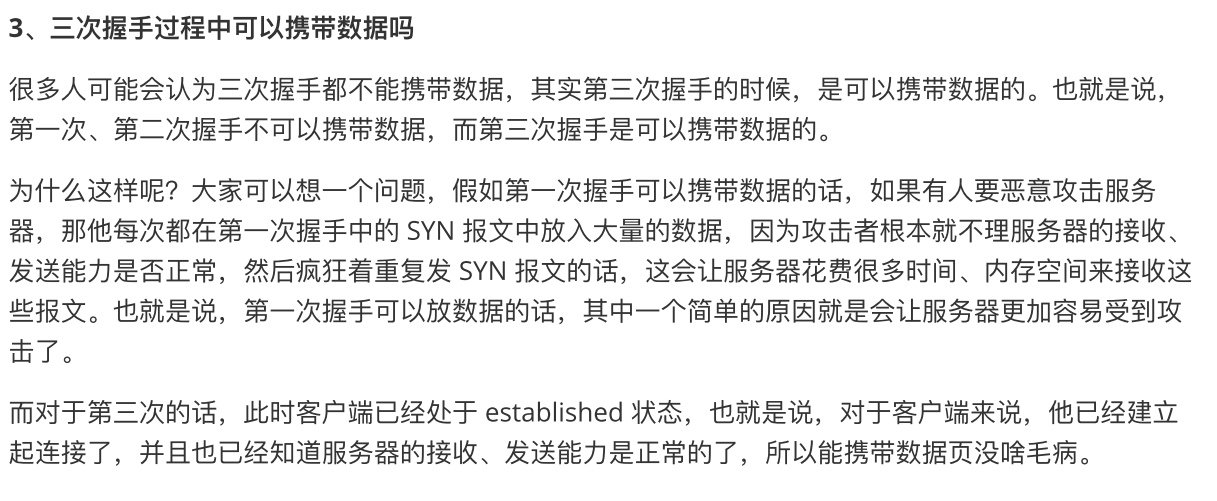 3、三次握手过程中可以携带数据吗
很多人可能会认为三次握手都不能携带数据，其实第三次握手的时候，是可以携带数据的。也就是说，
第一次、第二次握手不可以携带数据，而第三次握手是可以携带数据的。
为什么这样呢？大家可以想一个问题，假如第一次握手可以携带数据的话，如果有人要恶意攻击服务
器，那他每次都在第一次握手中的 SYN 报文中放入大量的数据，因为攻击者根本就不理服务器的接收、
发送能力是否正常，然后疯狂着重复发 SYN 报文的话，这会让服务器花费很多时间、内存空间来接收这
些报文。也就是说，第一次握手可以放数据的话，其中一个简单的原因就是会让服务器更加容易受到攻
击了。
而对于第三次的话，此时客户端已经处于 established 状态，也就是说，对于客户端来说，他已经建立
起连接了，并且也已经知道服务器的接收、发送能力是正常的了，所以能携带数据页没啥毛病。